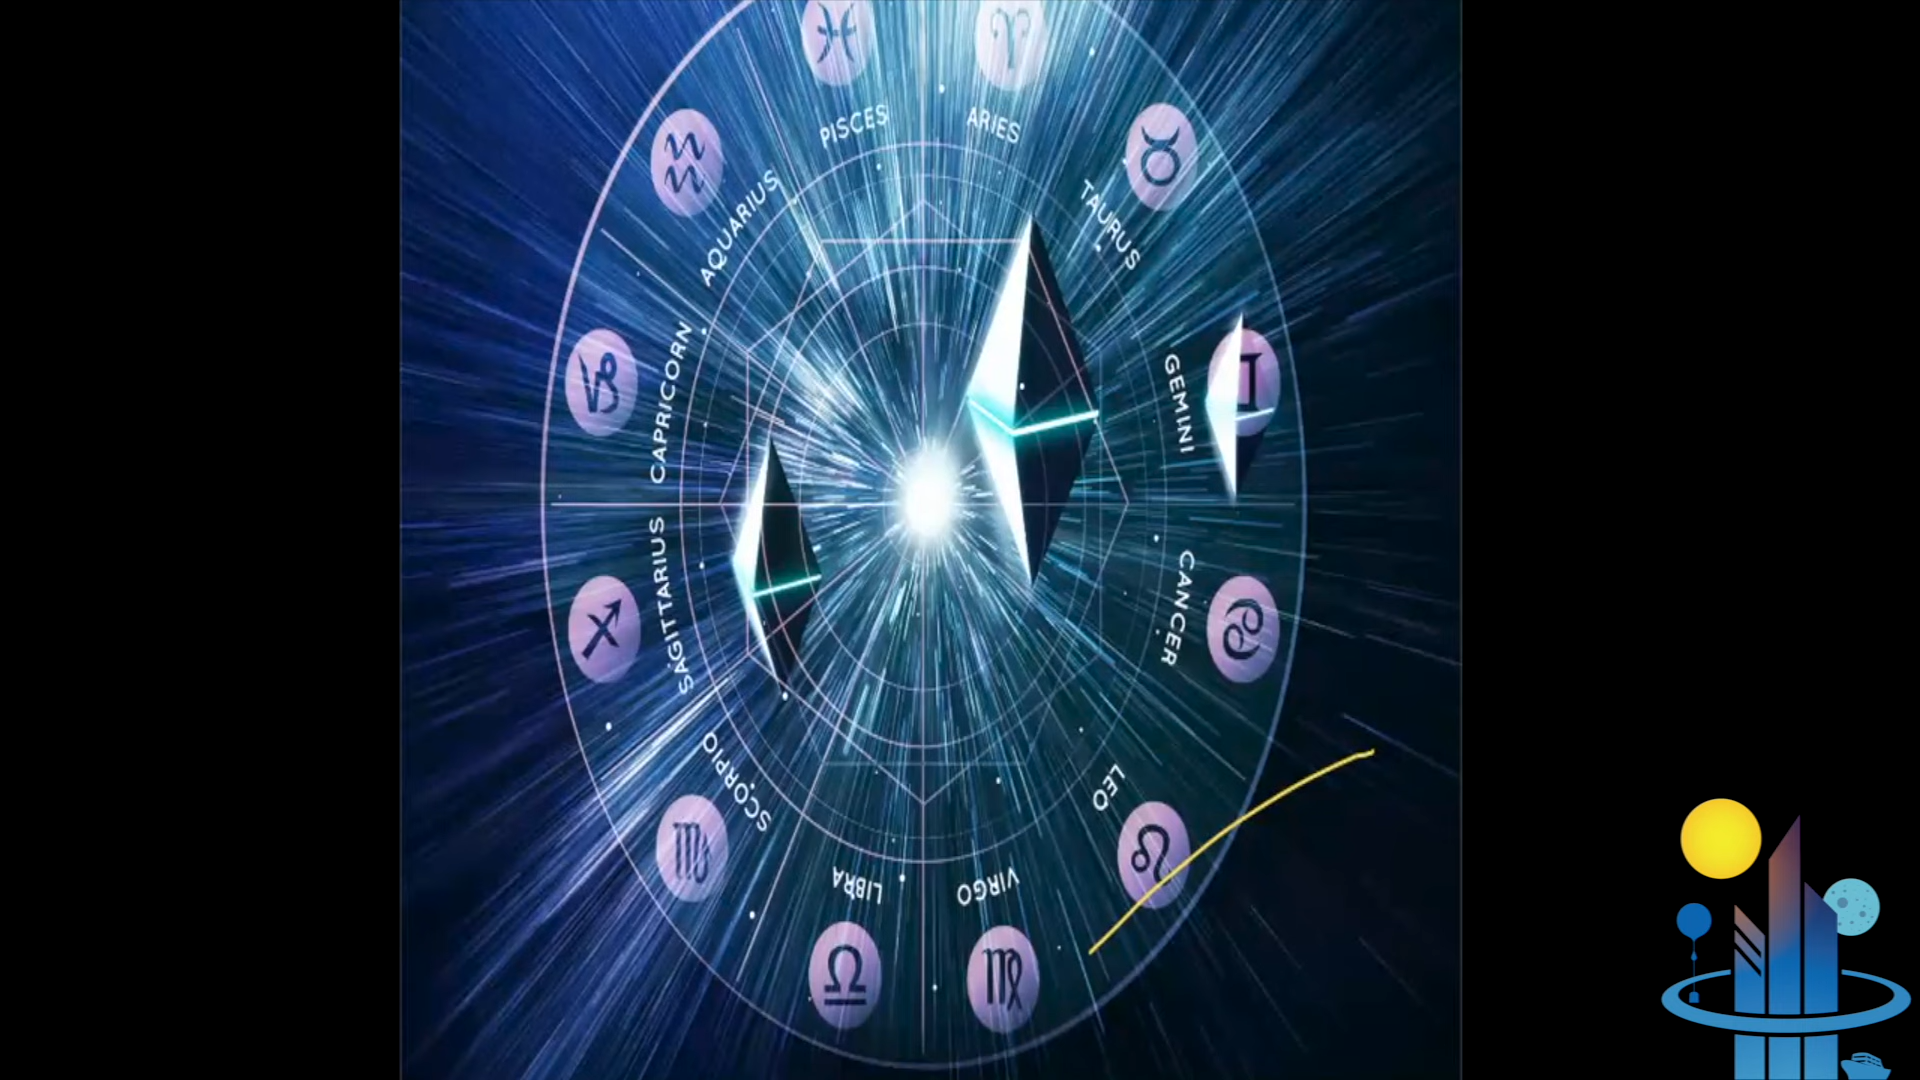 PISCES
ARIES
TAURUS
GEMINI
CANCER
LEO
VIRGO
LIBRA
SCORPIO
SAGITTARIUS
CAPRICORN
AQUARIUS